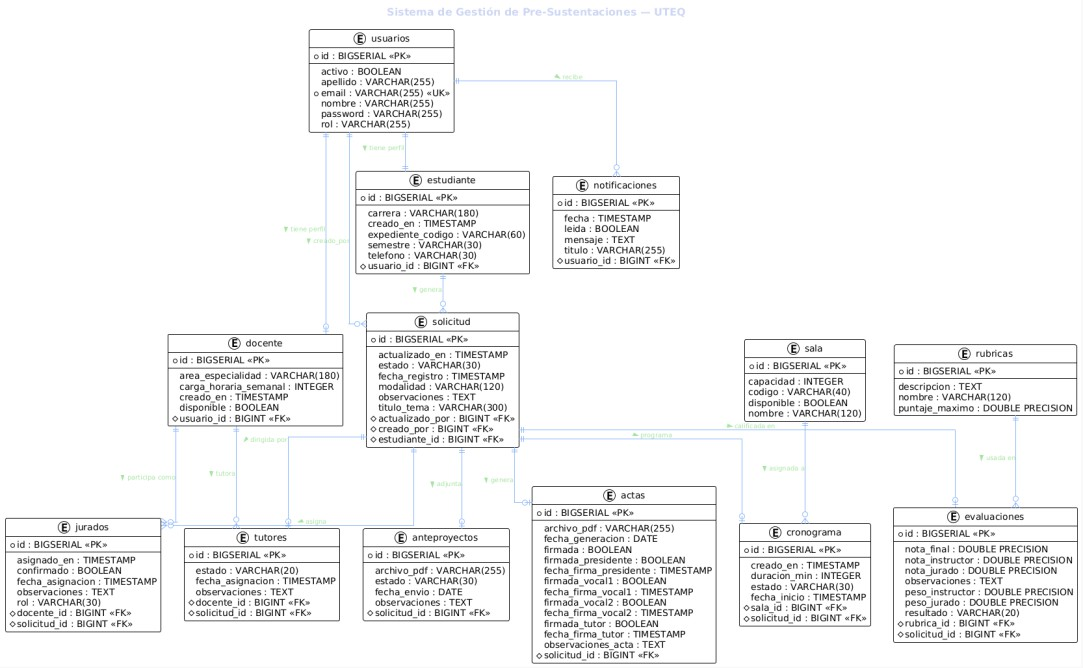 Sistema de Gestión de Pre-Sustentaciones — UTEQ
E usuarios
id : BIGSERIAL «PK»
activo : BOOLEAN
apellido : VARCHAR(255)
email : VARCHAR(255) «UK»
nombre : VARCHAR(255)
password : VARCHAR(255)
rol : VARCHAR(255)
recibe
tiene perfil
E estudiante
id : BIGSERIAL «PK»
carrera : VARCHAR(180)
creado_en : TIMESTAMP
expediente_codigo : VARCHAR(60)
semestre : VARCHAR(30)
telefono : VARCHAR(30)
usuario_id : BIGINT «FK»
E notificaciones
id : BIGSERIAL «PK»
fecha : TIMESTAMP
leida : BOOLEAN
mensaje : TEXT
titulo : VARCHAR(255)
usuario_id : BIGINT «FK»
tiene perfil
creado_por
genera
E docente
id : BIGSERIAL «PK»
area_especialidad : VARCHAR(180)
carga_horaria_semanal : INTEGER
creado_en : TIMESTAMP
disponible : BOOLEAN
usuario_id : BIGINT «FK»
E solicitud
id : BIGSERIAL «PK»
actualizado_en : TIMESTAMP
estado : VARCHAR(30)
fecha_registro : TIMESTAMP
modalidad : VARCHAR(120)
observaciones : TEXT
titulo_tema : VARCHAR(300)
actualizado_por : BIGINT «FK»
creado_por : BIGINT «FK»
estudiante_id : BIGINT «FK»
E sala
id : BIGSERIAL «PK»
capacidad : INTEGER
codigo : VARCHAR(40)
disponible : BOOLEAN
nombre : VARCHAR(120)
E rubricas
id : BIGSERIAL «PK»
descripcion : TEXT
nombre : VARCHAR(120)
puntaje_maximo : DOUBLE PRECISION
calificada en
programa
dirigida por
usada en
asignada a
participa como
tutora
adjunta
genera
asigna
E jurados
id : BIGSERIAL «PK»
asignado_en : TIMESTAMP
confirmado : BOOLEAN
fecha_asignacion : TIMESTAMP
observaciones : TEXT
rol : VARCHAR(30)
docente_id : BIGINT «FK»
solicitud_id : BIGINT «FK»
E tutores
id : BIGSERIAL «PK»
estado : VARCHAR(20)
fecha_asignacion : TIMESTAMP
observaciones : TEXT
docente_id : BIGINT «FK»
solicitud_id : BIGINT «FK»
E anteproyectos
id : BIGSERIAL «PK»
archivo_pdf : VARCHAR(255)
estado : VARCHAR(30)
fecha_envio : DATE
observaciones : TEXT
solicitud_id : BIGINT «FK»
E actas
id : BIGSERIAL «PK»
archivo_pdf : VARCHAR(255)
fecha_generacion : DATE
firmada : BOOLEAN
firmada_presidente : BOOLEAN
fecha_firma_presidente : TIMESTAMP
firmada_vocal1 : BOOLEAN
fecha_firma_vocal1 : TIMESTAMP
firmada_vocal2 : BOOLEAN
fecha_firma_vocal2 : TIMESTAMP
firmada_tutor : BOOLEAN
fecha_firma_tutor : TIMESTAMP
observaciones_acta : TEXT
solicitud_id : BIGINT «FK»
E cronograma
id : BIGSERIAL «PK»
creado_en : TIMESTAMP
duracion_min : INTEGER
estado : VARCHAR(30)
fecha_inicio : TIMESTAMP
sala_id : BIGINT «FK»
solicitud_id : BIGINT «FK»
E evaluaciones
id : BIGSERIAL «PK»
nota_final : DOUBLE PRECISION
nota_instructor : DOUBLE PRECISION
nota_jurado : DOUBLE PRECISION
observaciones : TEXT
peso_instructor : DOUBLE PRECISION
peso_jurado : DOUBLE PRECISION
resultado : VARCHAR(20)
rubrica_id : BIGINT «FK»
solicitud_id : BIGINT «FK»